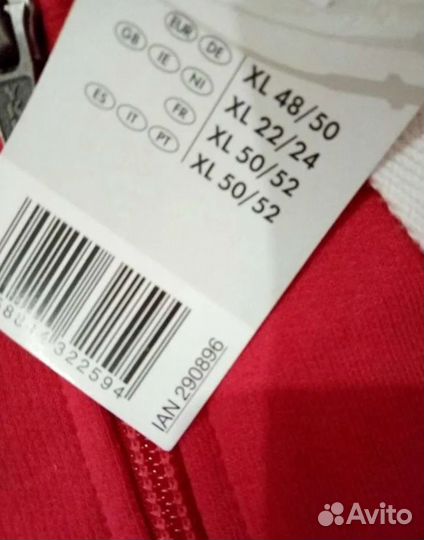 EUR DE XL 48/50
GB IE NI XL 22/24
FR XL 50/52
ES IT PT XL 50/52
322594
IAN 290896
Avito